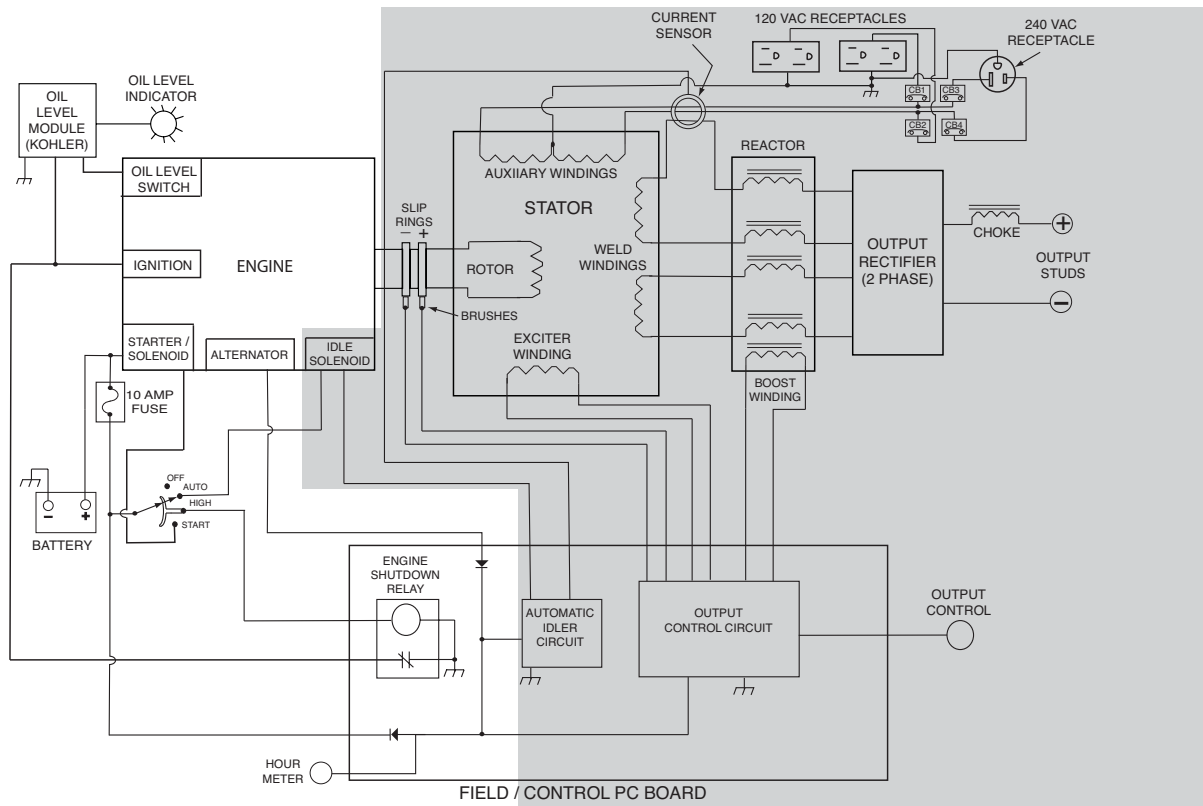 CURRENT
SENSOR
120 VAC RECEPTACLES
240 VAC
RECEPTACLE
CB1
CB3
CB2
CB4
OIL
LEVEL
MODULE
(KOHLER)
OIL LEVEL
INDICATOR
OIL LEVEL
SWITCH
IGNITION
ENGINE
STARTER /
SOLENOID
ALTERNATOR
IDLE
SOLENOID
10 AMP
FUSE
SLIP
RINGS
– +
BRUSHES
AUXIIARY WINDINGS
STATOR
ROTOR
WELD
WINDINGS
EXCITER
WINDING
REACTOR
BOOST
WINDING
OUTPUT
RECTIFIER
(2 PHASE)
CHOKE
+
OUTPUT
STUDS
–
OFF
AUTO
HIGH
START
– +
BATTERY
ENGINE
SHUTDOWN
RELAY
AUTOMATIC
IDLER
CIRCUIT
OUTPUT
CONTROL CIRCUIT
OUTPUT
CONTROL
HOUR
METER
FIELD / CONTROL PC BOARD